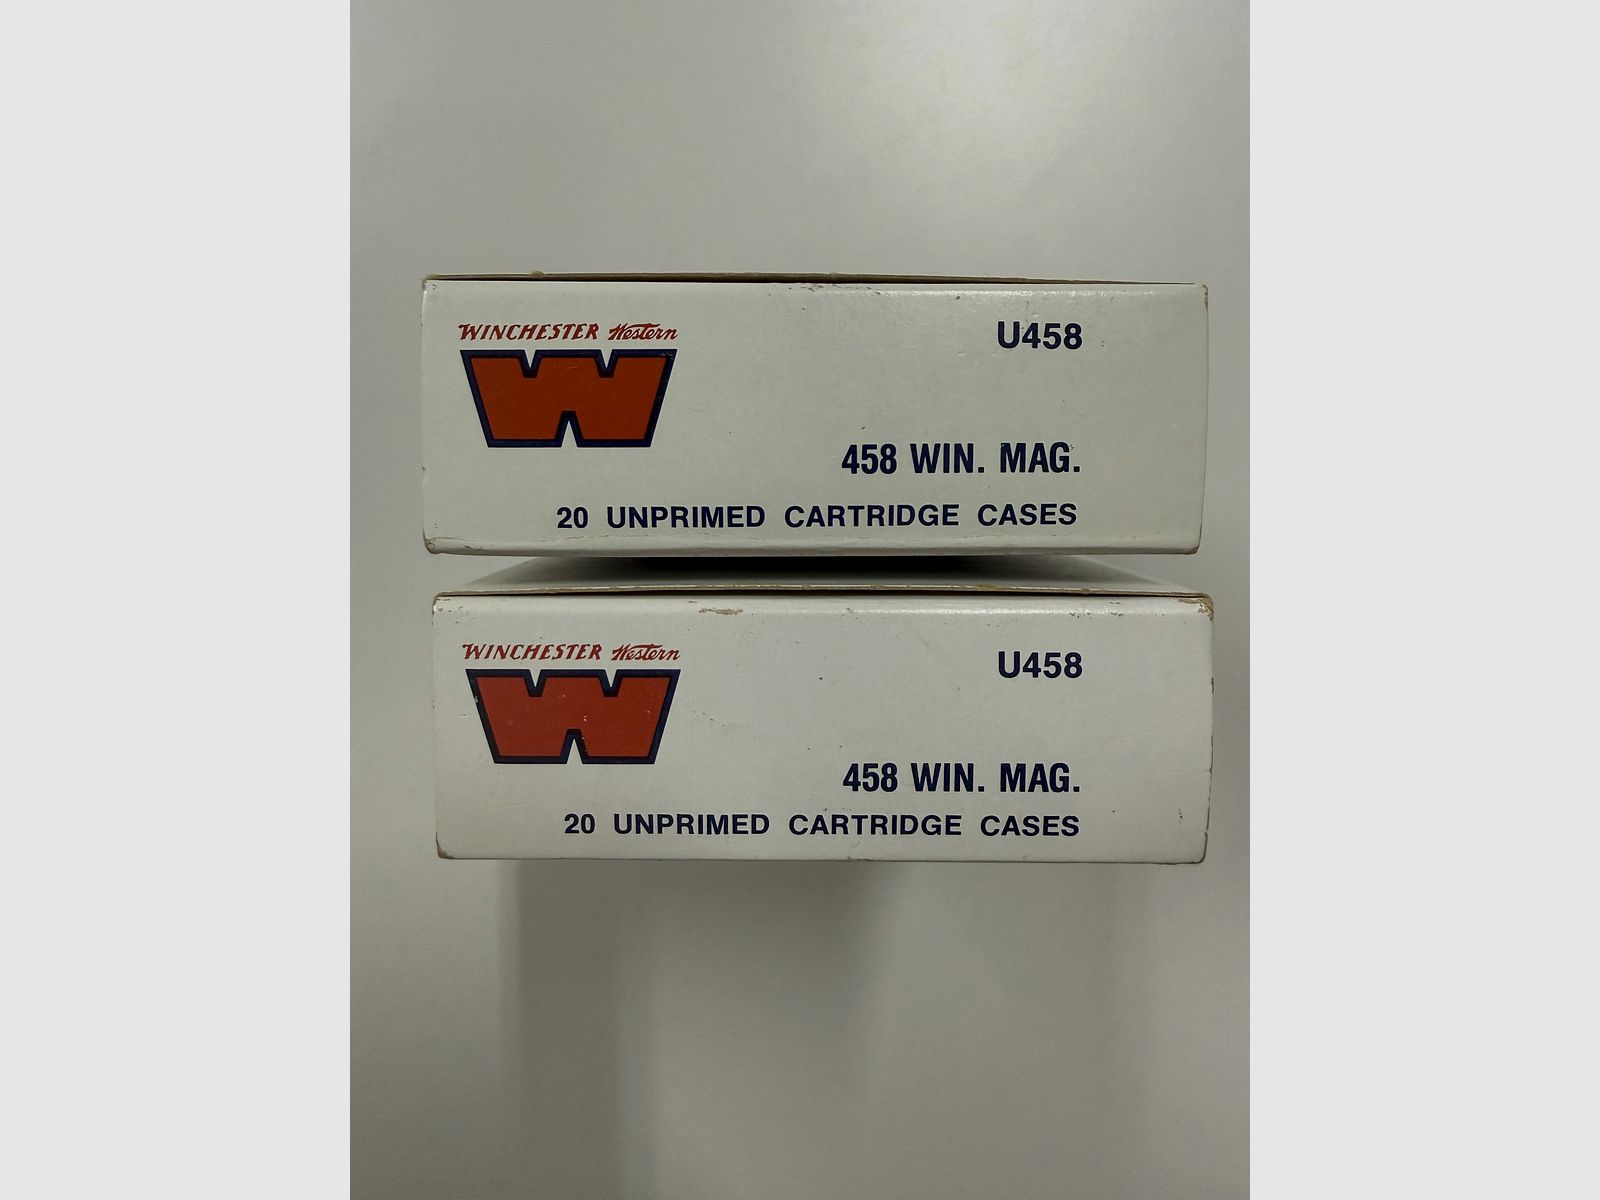 WINCHESTER Western
W
U458
458 WIN. MAG.
20 UNPRIMED CARTRIDGE CASES
WINCHESTER Western
W
U458
458 WIN. MAG.
20 UNPRIMED CARTRIDGE CASES